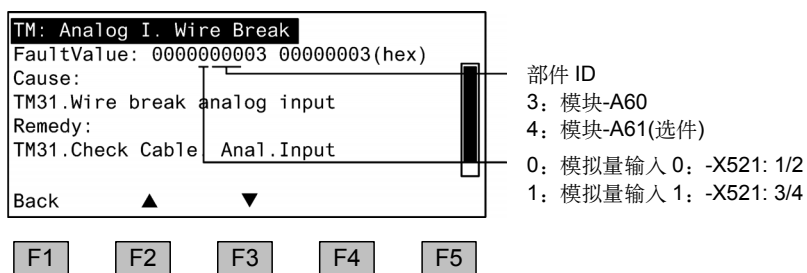 TM: Analog I. Wire Break
FaultValue: 0000000003 00000003(hex)
Cause:
TM31.Wire break analog input
Remedy:
TM31.Check Cable Anal.Input
Back ▲ ▼
F1 F2 F3 F4 F5
部件 ID
3：模块-A60
4：模块-A61(选件)
0：模拟量输入 0：-X521: 1/2
1：模拟量输入 1：-X521: 3/4